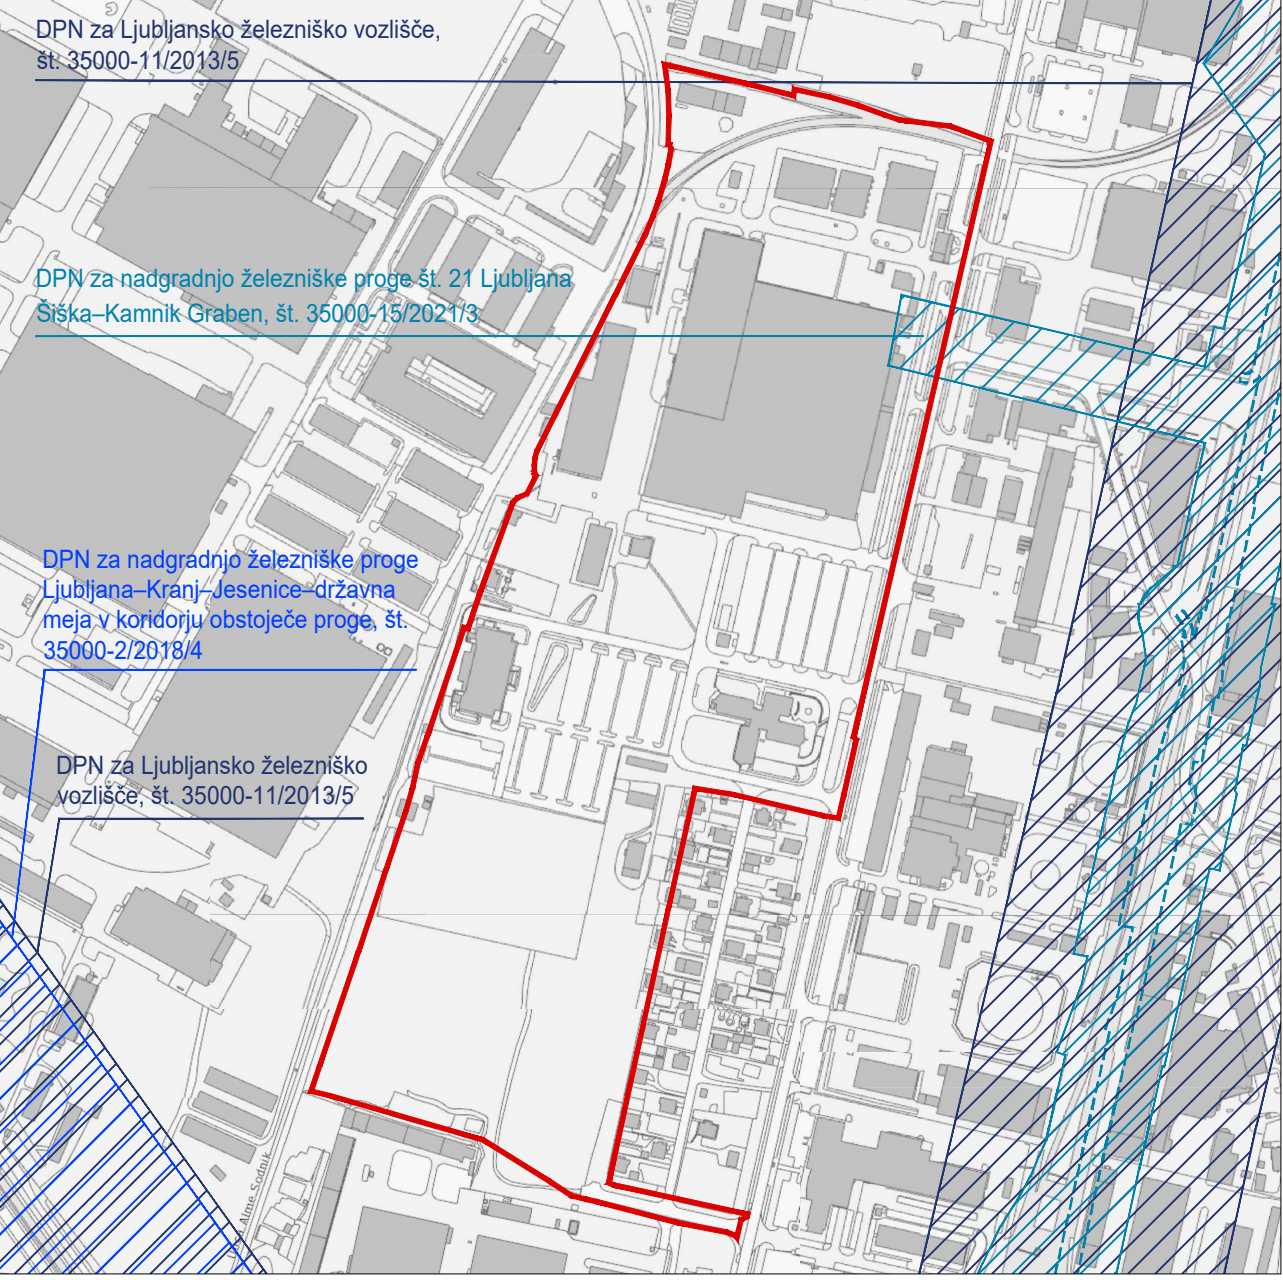 DPN za Ljubljansko železniško vozlišče,
št. 35000-11/2013/5
DPN za nadgradnjo železniške proge št. 21 Ljubljana
Šiška–Kamnik Graben, št. 35000-15/2021/3
DPN za nadgradnjo železniške proge
Ljubljana–Kranj–Jesenice–državna
meja v koridorju obstoječe proge, št.
35000-2/2018/4
DPN za Ljubljansko železniško
vozlišče, št. 35000-11/2013/5
Alme Sodnik